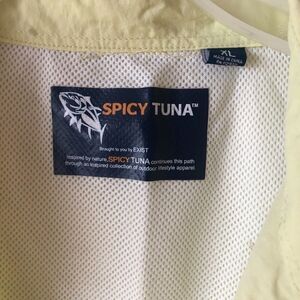 XL
MADE IN CHINA
SPICY TUNA™
Brought to you by EXIST
Inspired by nature, SPICY TUNA continues this path
through an inspired collection of outdoor lifestyle apparel